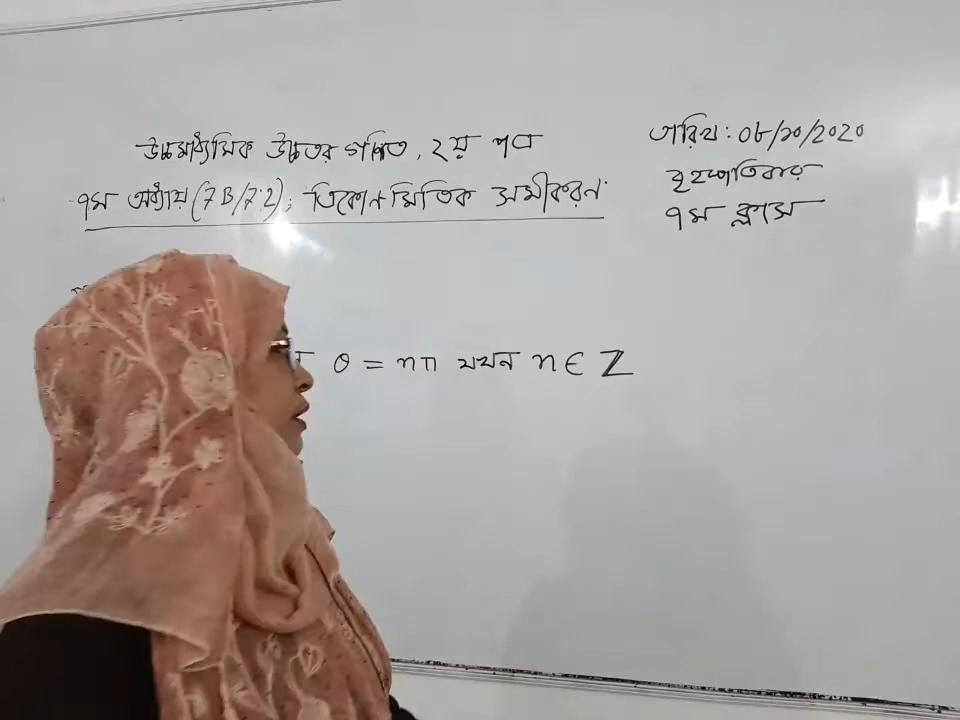 উচ্চমাধ্যমিক উচ্চতর গণিত, ২য় পত্র
৭ম অধ্যায় (7B/7.2); ত্রিকোণমিতিক সমীকরণ
তারিখ: ০৮/১০/2020
বৃহস্পতিবার
৭ম ক্লাস
θ = nπ যখন n ∈ Z